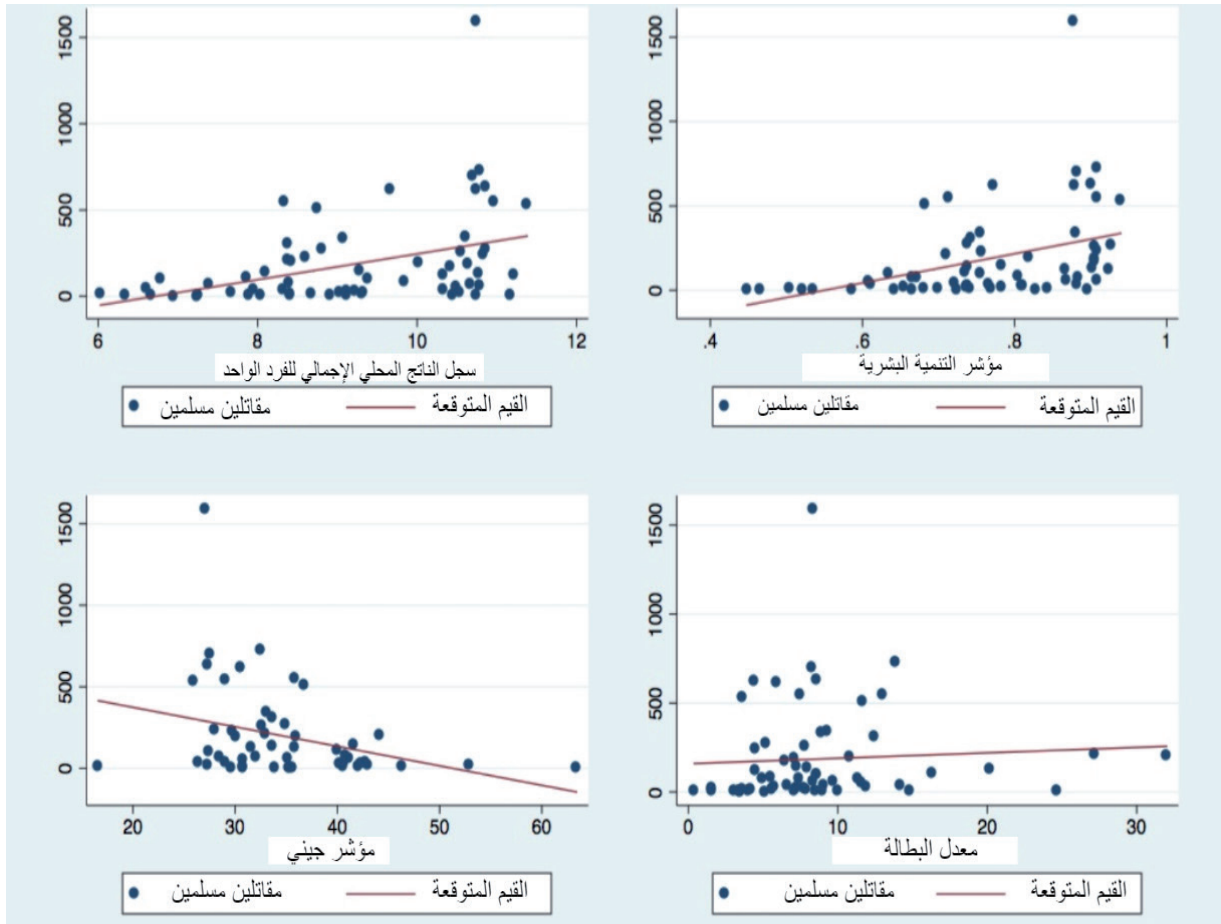 1500
1000
500
0
6 8 10 12
سجل الناتج المحلي الإجمالي للفرد الواحد
مقاتلين مسلمين القيم المتوقعة
1500
1000
500
0
.4 .6 .8 1
مؤشر التنمية البشرية
مقاتلين مسلمين القيم المتوقعة
1500
1000
500
0
20 30 40 50 60
مؤشر جيني
مقاتلين مسلمين القيم المتوقعة
1500
1000
500
0
0 10 20 30
معدل البطالة
مقاتلين مسلمين القيم المتوقعة